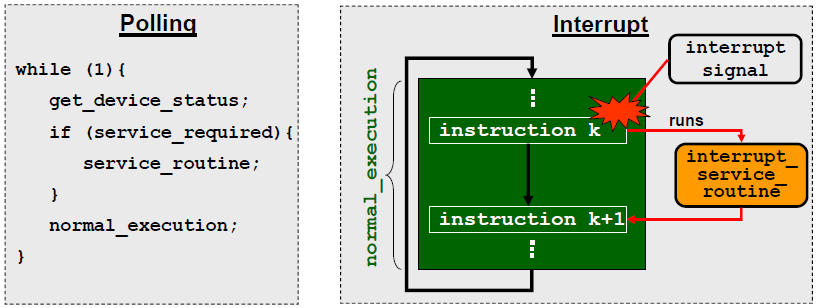 Polling
while (1){
get_device_status;
if (service_required){
service_routine;
}
normal_execution;
}
Interrupt
normal_execution
interrupt
signal
instruction k
runs
interrupt_
service_
routine
instruction k+1